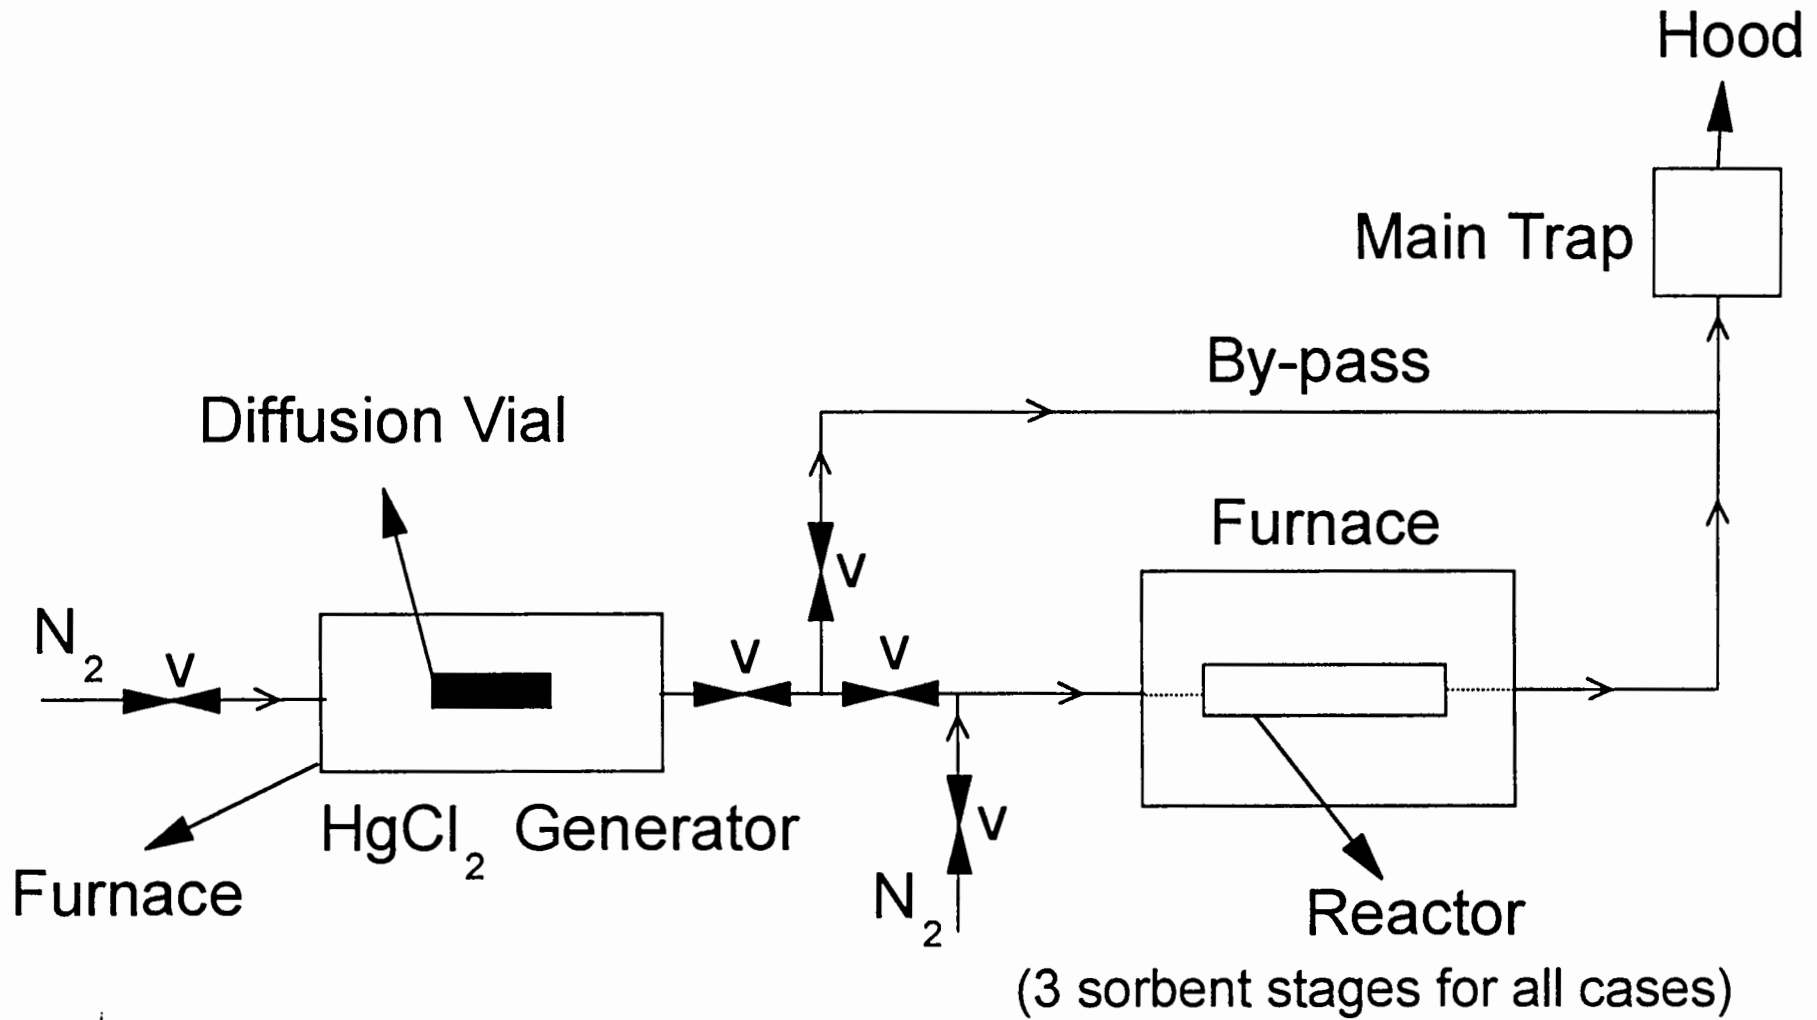 Hood
Main Trap
By-pass
Diffusion Vial
Furnace
N2
V
V
V
V
HgCl2 Generator
V
Furnace
N2
Reactor
(3 sorbent stages for all cases)